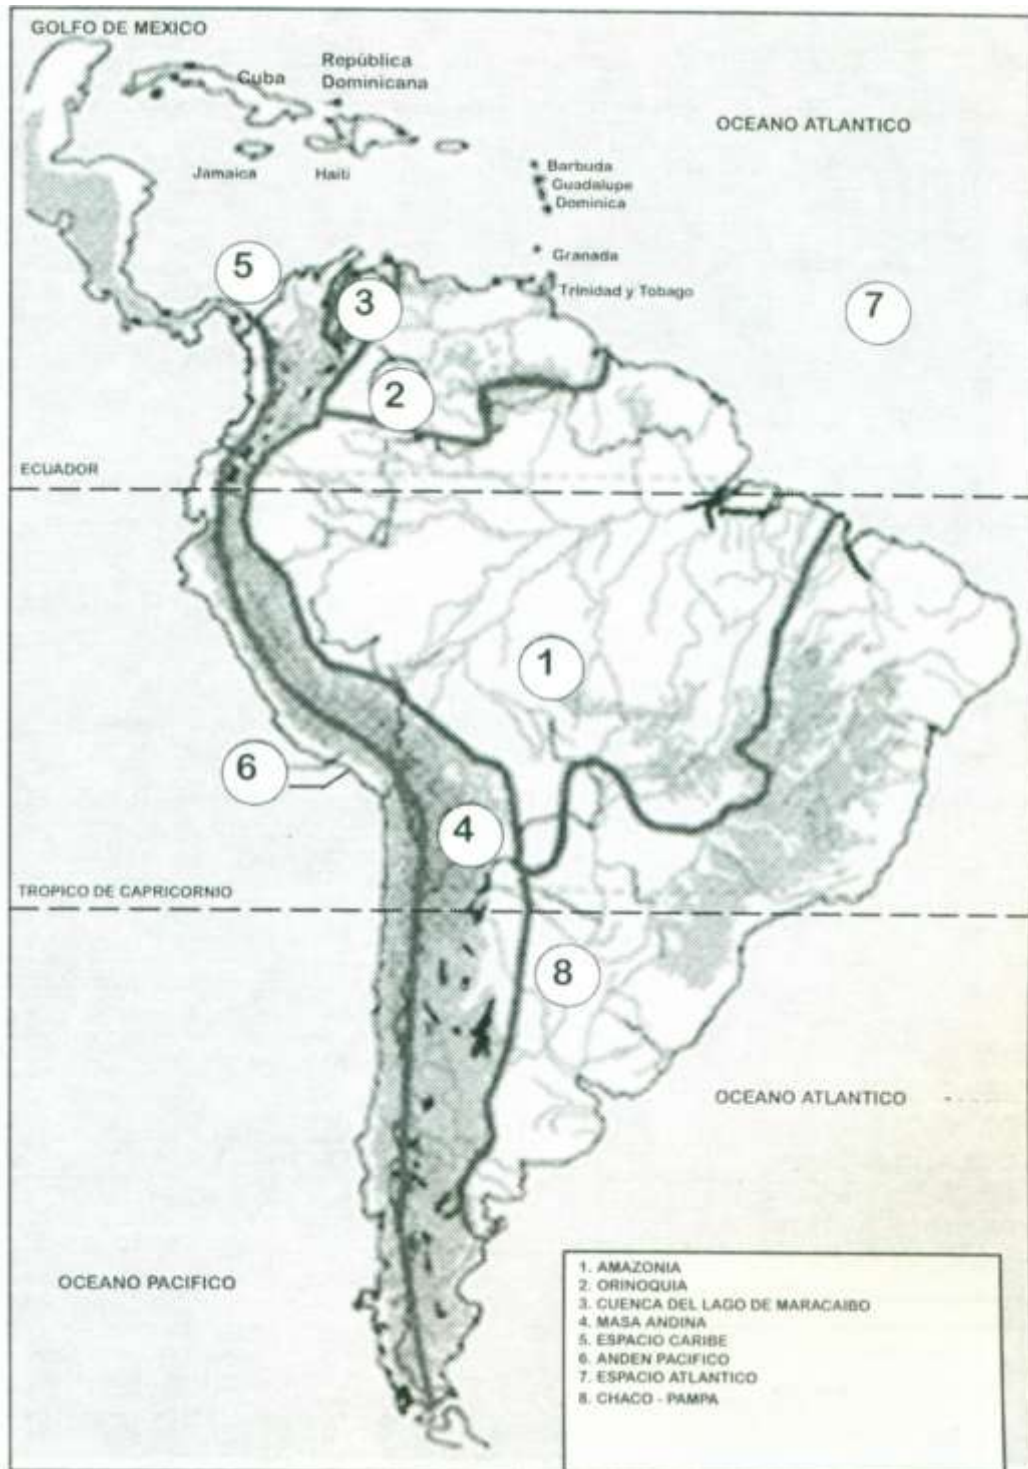 GOLFO DE MEXICO
República
Dominicana
Cuba
OCEANO ATLANTICO
Jamaica
Haiti
Barbuda
Guadalupe
Dominica
Granada
Trinidad y Tobago
5
3
7
2
ECUADOR
1
6
4
TROPICO DE CAPRICORNIO
8
OCEANO ATLANTICO
OCEANO PACIFICO
1. AMAZONIA
2. ORINOQUIA
3. CUENCA DEL LAGO DE MARACAIBO
4. MASA ANDINA
5. ESPACIO CARIBE
6. ANDEN PACIFICO
7. ESPACIO ATLANTICO
8. CHACO - PAMPA